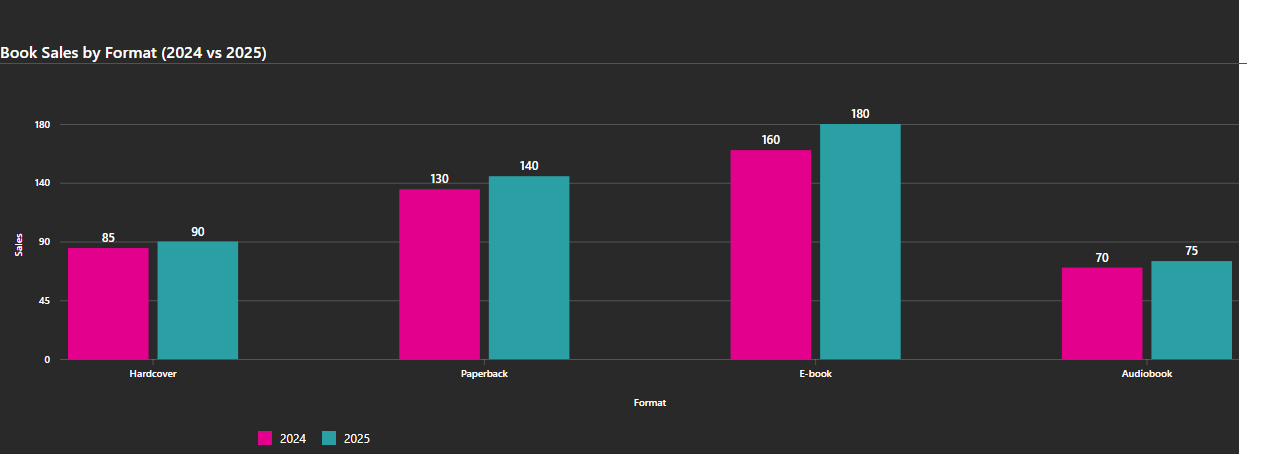 Book Sales by Format (2024 vs 2025)
180
140
90
45
0
Sales
85
90
130
140
160
180
70
75
Hardcover
Paperback
E-book
Audiobook
Format
2024
2025